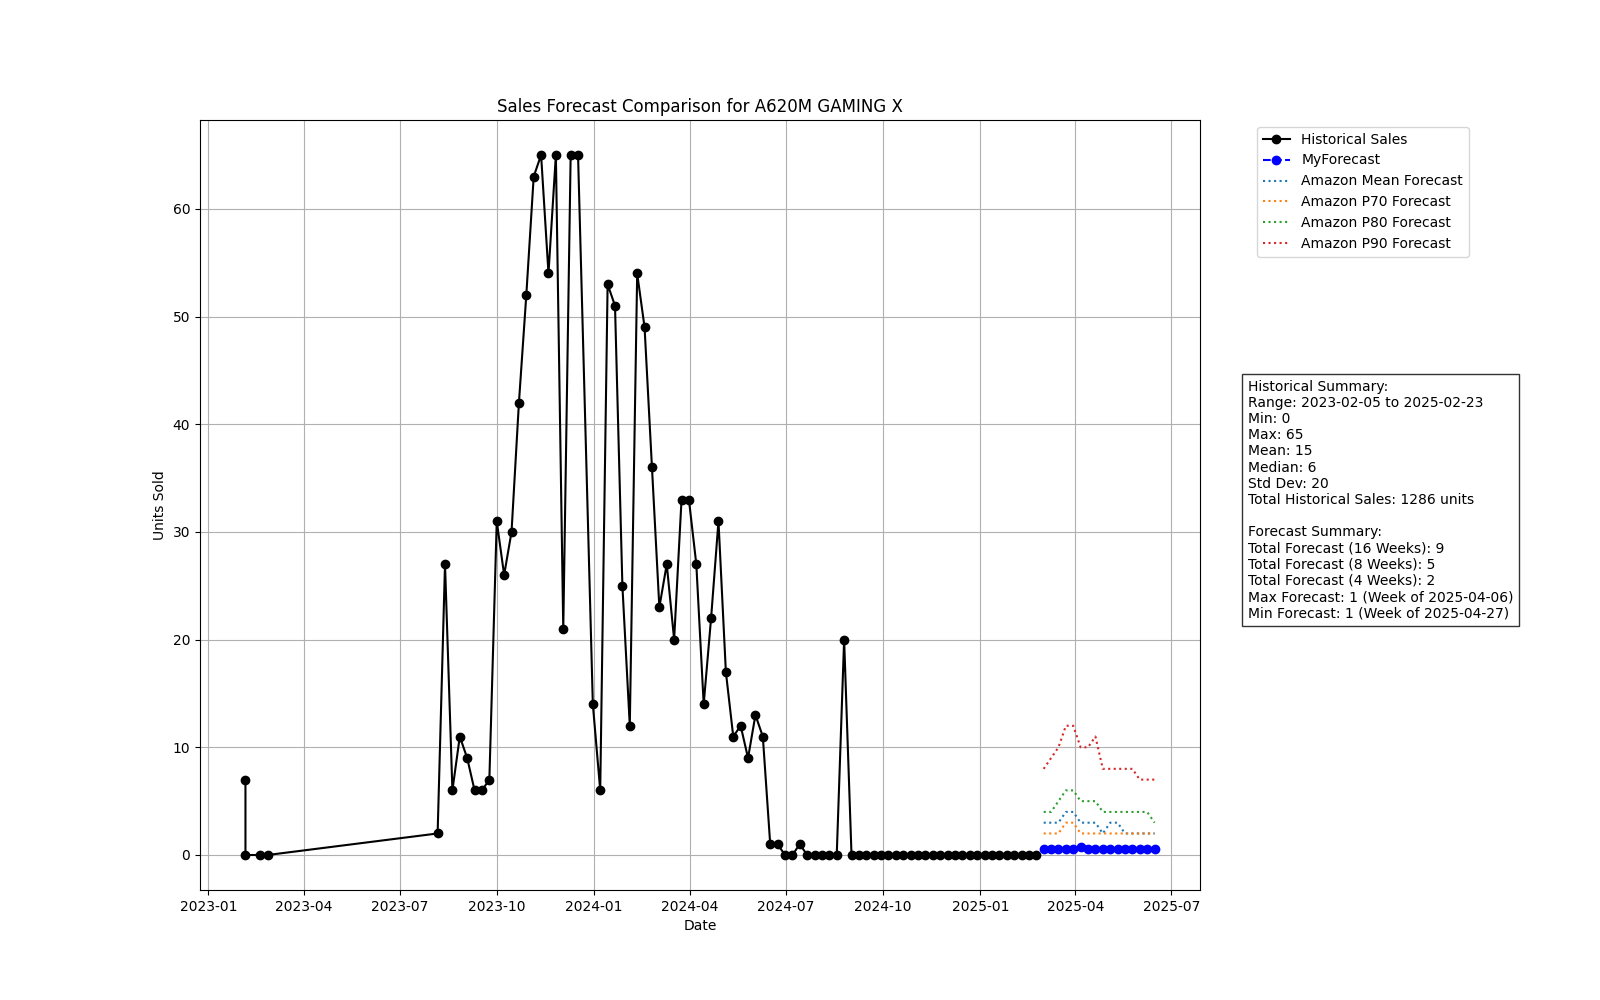 Sales Forecast Comparison for A620M GAMING X
Units Sold
60
50
40
30
20
10
0
2023-01
2023-04
2023-07
2023-10
2024-01
2024-04
2024-07
2024-10
2025-01
2025-04
2025-07
Date
Historical Sales
MyForecast
Amazon Mean Forecast
Amazon P70 Forecast
Amazon P80 Forecast
Amazon P90 Forecast
Historical Summary:
Range: 2023-02-05 to 2025-02-23
Min: 0
Max: 65
Mean: 15
Median: 6
Std Dev: 20
Total Historical Sales: 1286 units
Forecast Summary:
Total Forecast (16 Weeks): 9
Total Forecast (8 Weeks): 5
Total Forecast (4 Weeks): 2
Max Forecast: 1 (Week of 2025-04-06)
Min Forecast: 1 (Week of 2025-04-27)